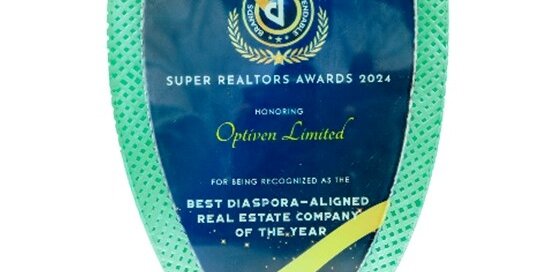 SUPER REALTORS AWARDS 2024
HONORING
Optiven Limited
FOR BEING RECOGNIZED AS THE
BEST DIASPORA-ALIGNED
REAL ESTATE COMPANY
OF THE YEAR